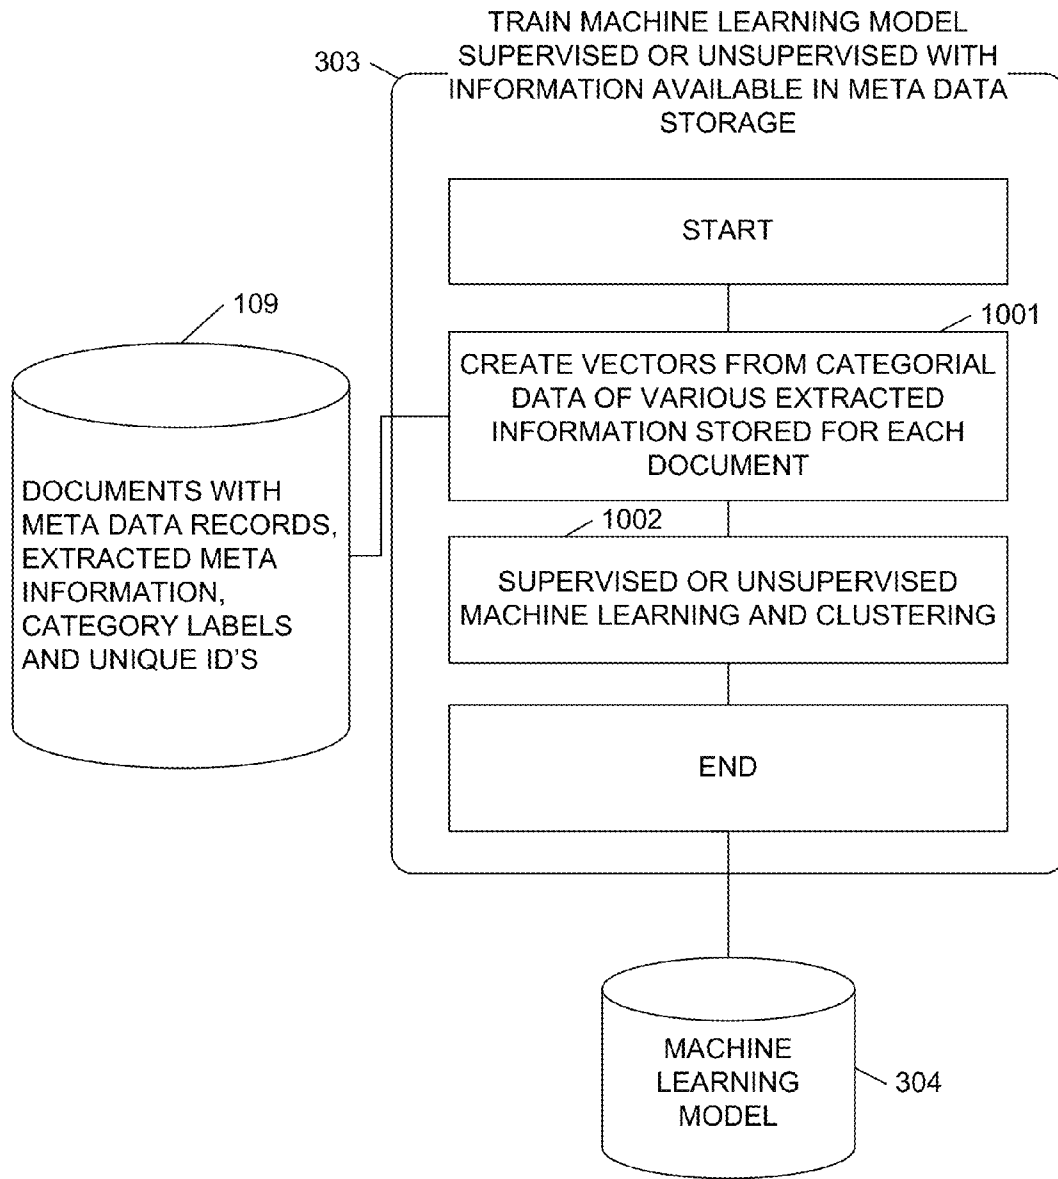 TRAIN MACHINE LEARNING MODEL
SUPERVISED OR UNSUPERVISED WITH
INFORMATION AVAILABLE IN META DATA
STORAGE
303
START
109
1001
CREATE VECTORS FROM CATEGORIAL
DATA OF VARIOUS EXTRACTED
INFORMATION STORED FOR EACH
DOCUMENT
DOCUMENTS WITH
META DATA RECORDS,
EXTRACTED META
INFORMATION,
CATEGORY LABELS
AND UNIQUE ID'S
1002
SUPERVISED OR UNSUPERVISED
MACHINE LEARNING AND CLUSTERING
END
MACHINE
LEARNING
MODEL
304